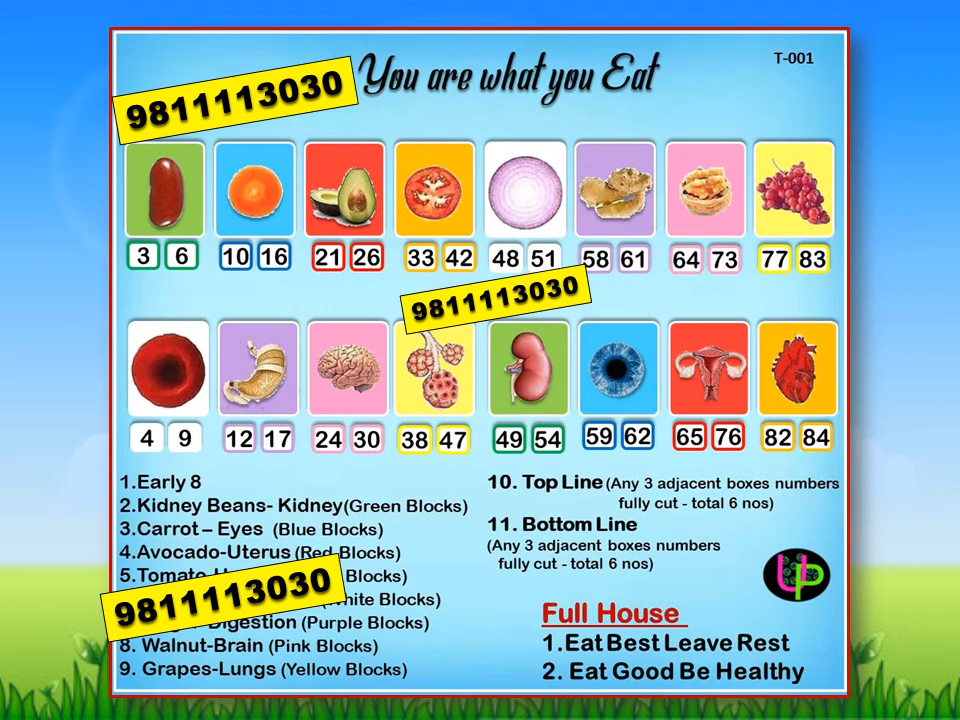 You are what you Eat
T-001
9811113030
3 6 10 16 21 26 33 42 48 51 58 61 64 73 77 83
9811113030
4 9 12 17 24 30 38 47 49 54 59 62 65 76 82 84
1.Early 8
2.Kidney Beans- Kidney(Green Blocks)
3.Carrot – Eyes (Blue Blocks)
4.Avocado-Uterus (Red Blocks)
5.Tomato- Blocks)
9811113030
Blocks)
Digestion (Purple Blocks)
8. Walnut-Brain (Pink Blocks)
9. Grapes-Lungs (Yellow Blocks)
10. Top Line (Any 3 adjacent boxes numbers
fully cut - total 6 nos)
11. Bottom Line
(Any 3 adjacent boxes numbers
fully cut - total 6 nos)
Up
Full House
1.Eat Best Leave Rest
2. Eat Good Be Healthy